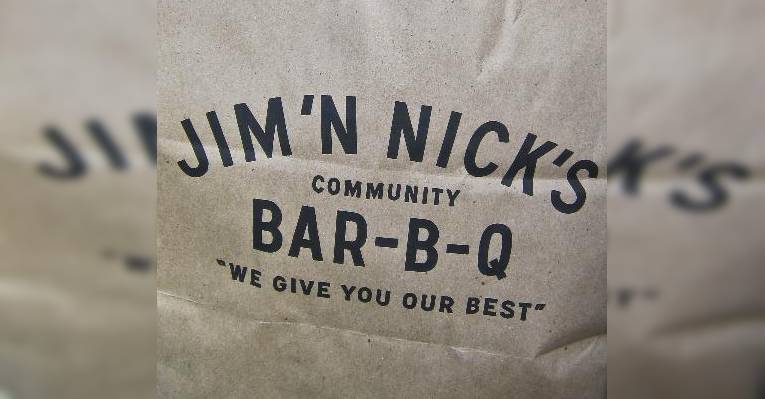 JIM'N NICK'S
COMMUNITY
BAR-B-Q
"WE GIVE YOU OUR BEST"